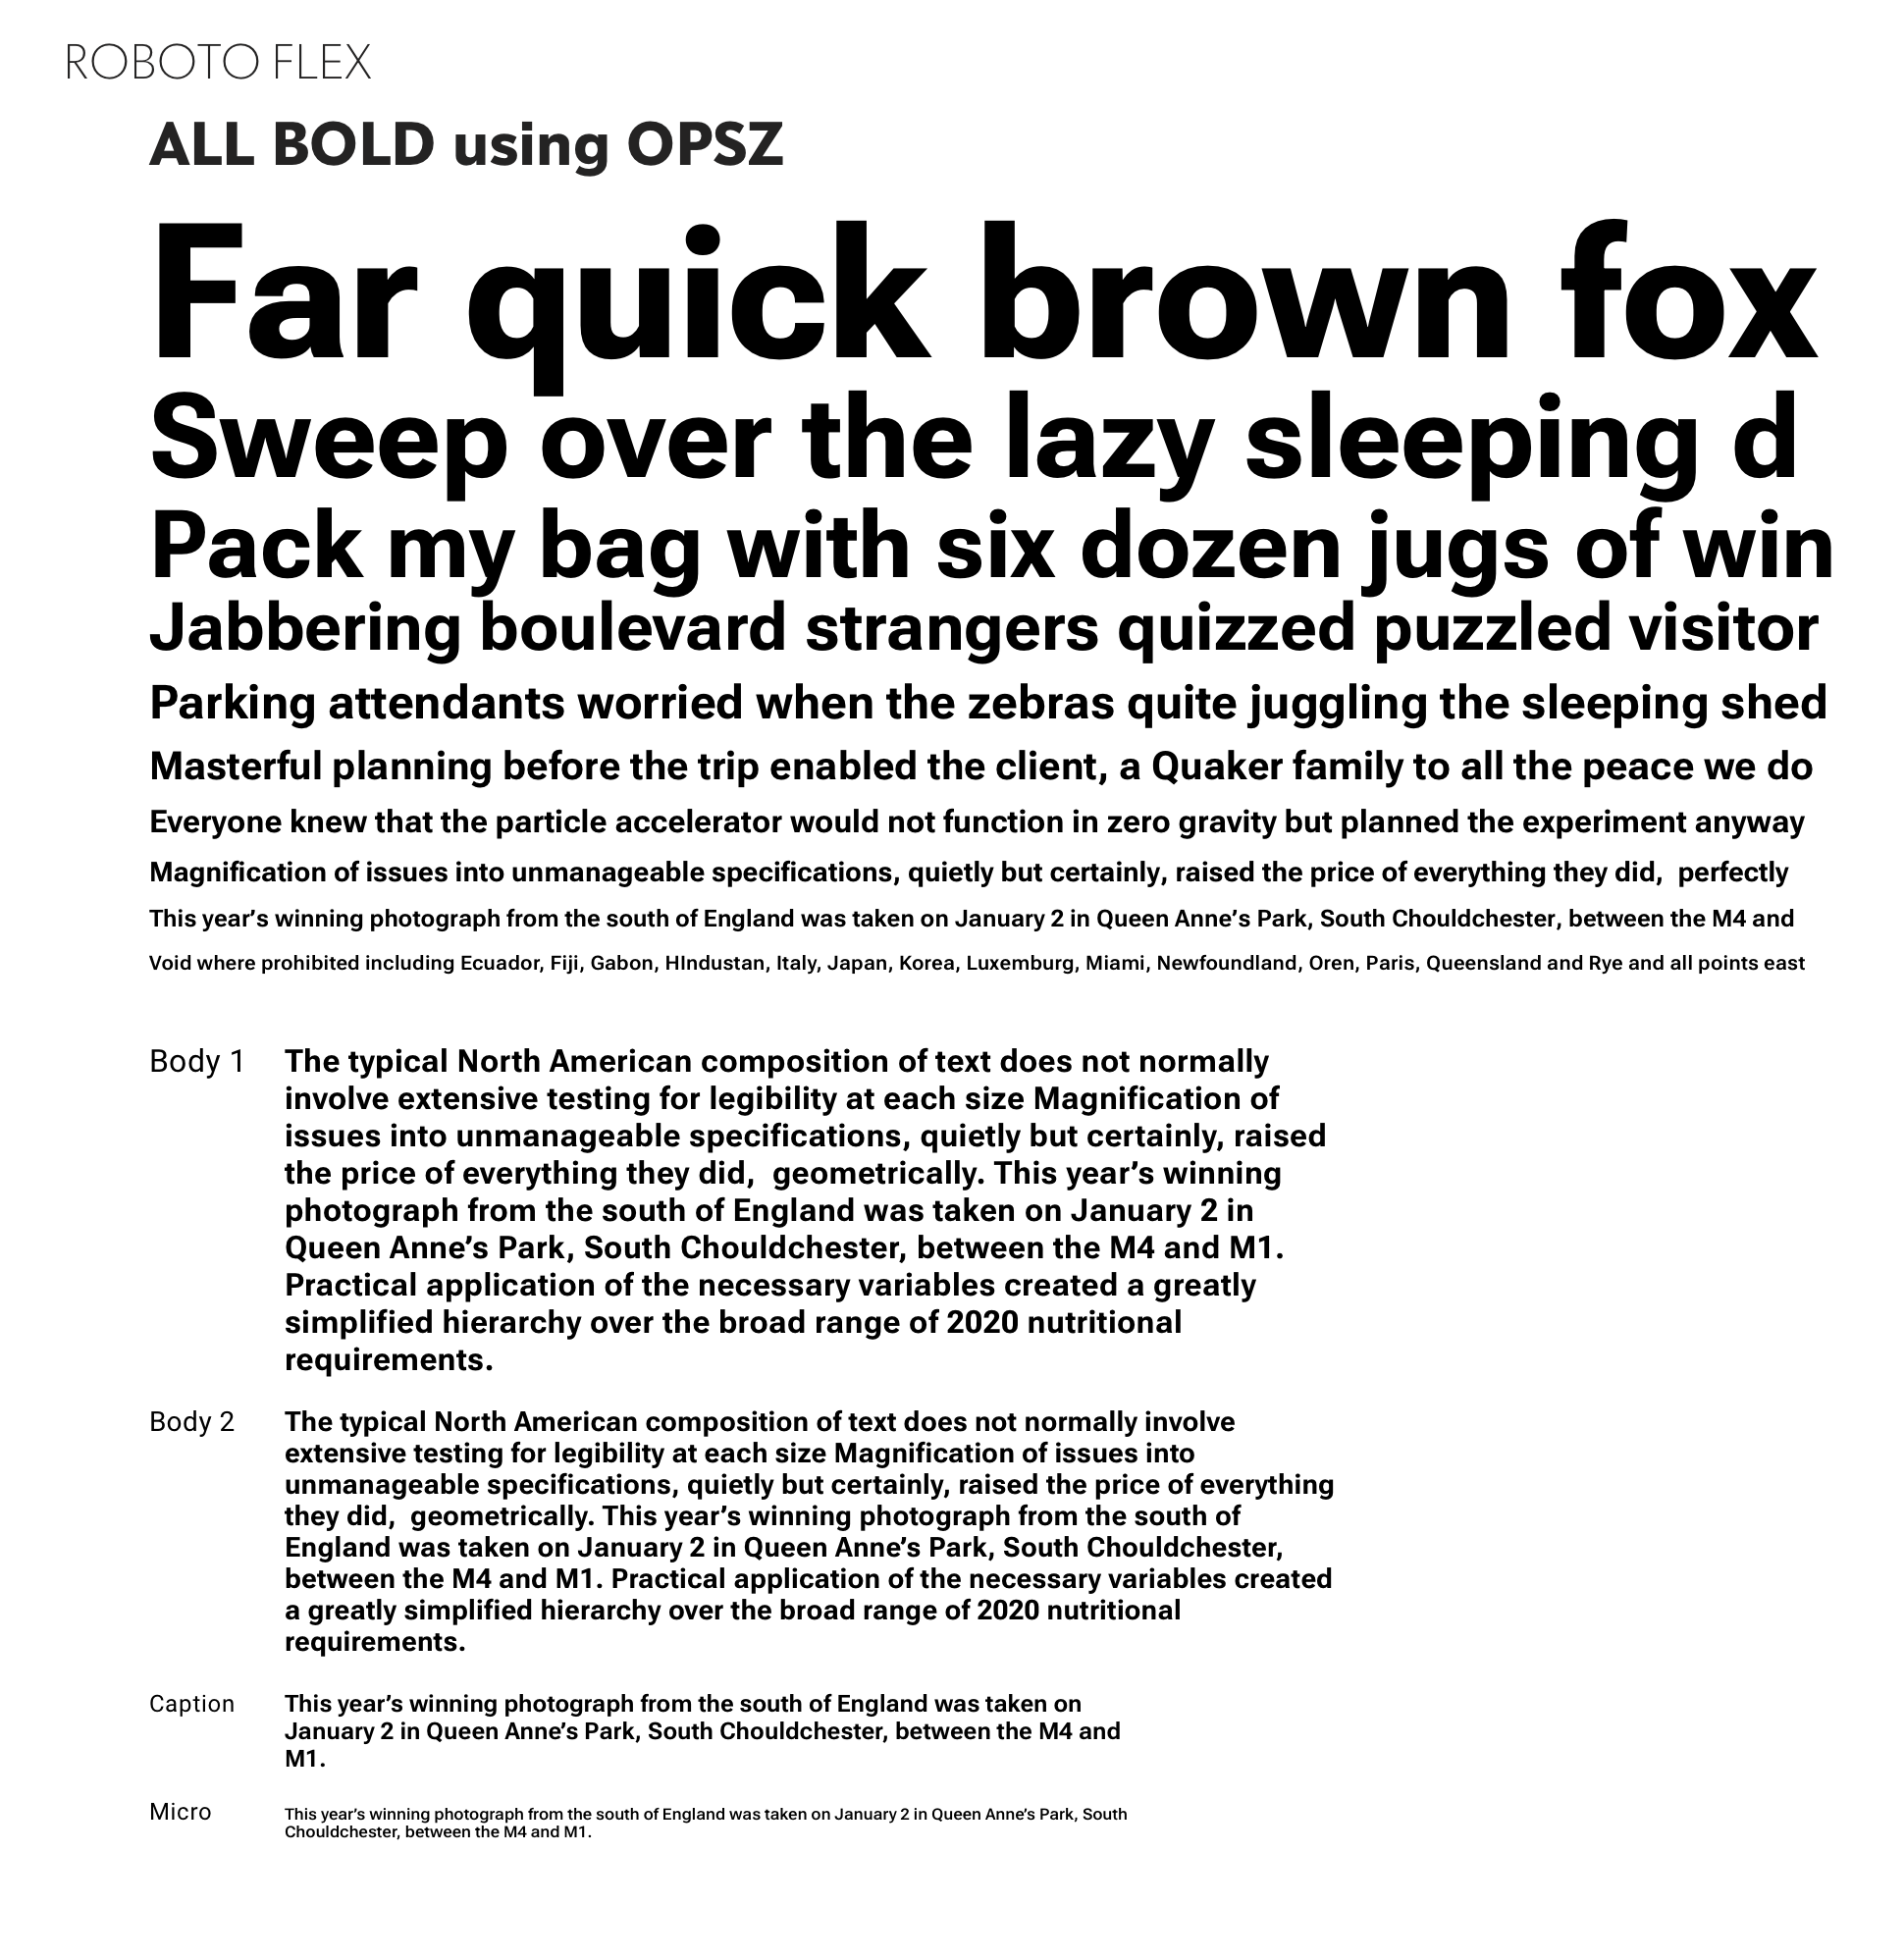 ROBOTO FLEX
ALL BOLD using OPSZ
Far quick brown fox
Sweep over the lazy sleeping d
Pack my bag with six dozen jugs of win
Jabbering boulevard strangers quizzed puzzled visitor
Parking attendants worried when the zebras quite juggling the sleeping shed
Masterful planning before the trip enabled the client, a Quaker family to all the peace we do
Everyone knew that the particle accelerator would not function in zero gravity but planned the experiment anyway
Magnification of issues into unmanageable specifications, quietly but certainly, raised the price of everything they did,  perfectly
This year’s winning photograph from the south of England was taken on January 2 in Queen Anne’s Park, South Chouldchester, between the M4 and
Void where prohibited including Ecuador, Fiji, Gabon, HIndustan, Italy, Japan, Korea, Luxemburg, Miami, Newfoundland, Oren, Paris, Queensland and Rye and all points east
Body 1 The typical North American composition of text does not normally
involve extensive testing for legibility at each size Magnification of
issues into unmanageable specifications, quietly but certainly, raised
the price of everything they did,  geometrically. This year’s winning
photograph from the south of England was taken on January 2 in
Queen Anne’s Park, South Chouldchester, between the M4 and M1.
Practical application of the necessary variables created a greatly
simplified hierarchy over the broad range of 2020 nutritional
requirements.
Body 2 The typical North American composition of text does not normally involve
extensive testing for legibility at each size Magnification of issues into
unmanageable specifications, quietly but certainly, raised the price of everything
they did,  geometrically. This year’s winning photograph from the south of
England was taken on January 2 in Queen Anne’s Park, South Chouldchester,
between the M4 and M1. Practical application of the necessary variables created
a greatly simplified hierarchy over the broad range of 2020 nutritional
requirements.
Caption This year’s winning photograph from the south of England was taken on
January 2 in Queen Anne’s Park, South Chouldchester, between the M4 and
M1.
Micro This year’s winning photograph from the south of England was taken on January 2 in Queen Anne’s Park, South
Chouldchester, between the M4 and M1.